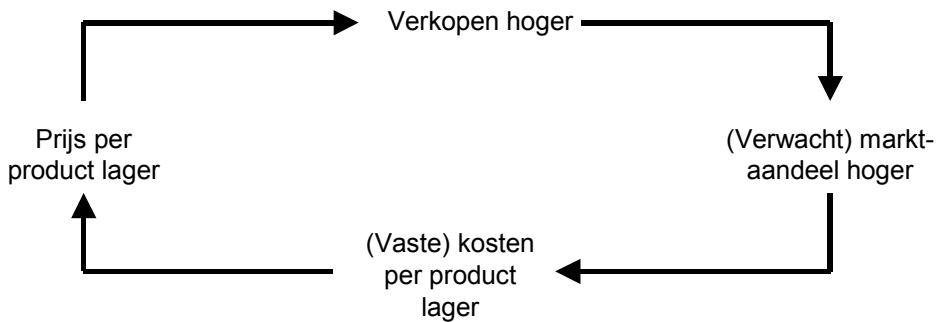 Verkopen hoger
Prijs per
product lager
(Verwacht) markt-
aandeel hoger
(Vaste) kosten
per product
lager